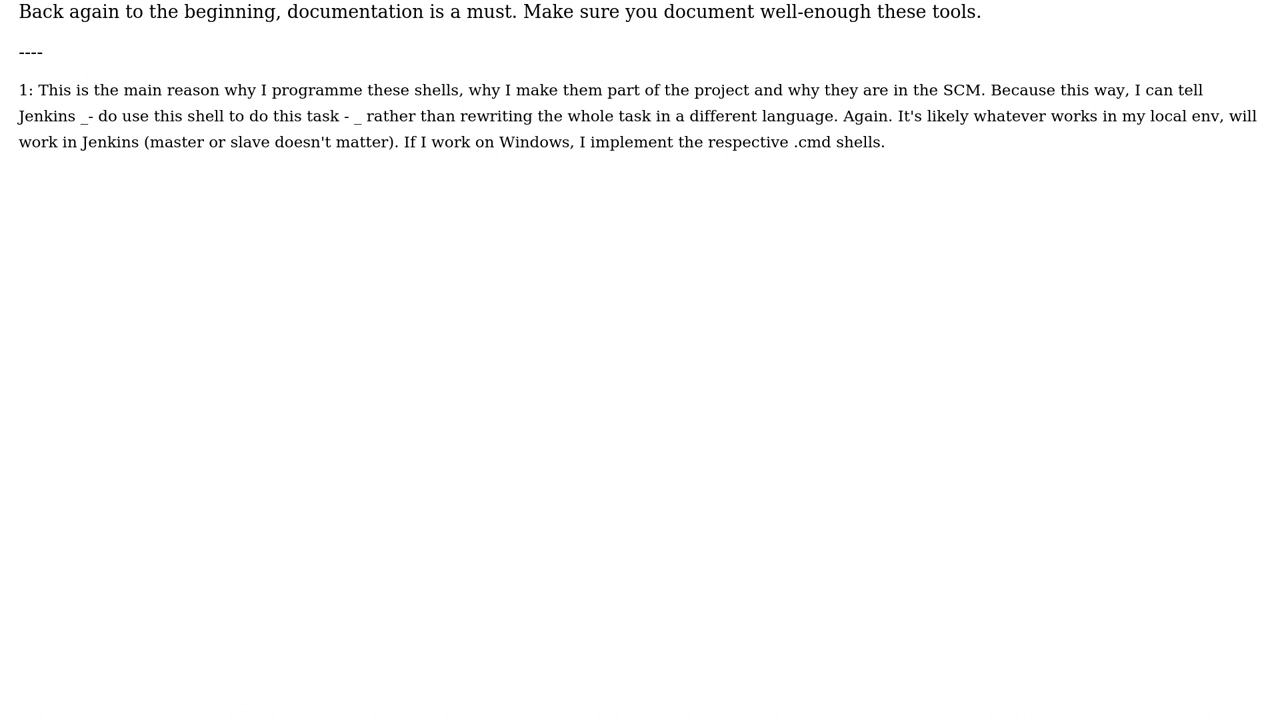 Back again to the beginning, documentation is a must. Make sure you document well-enough these tools.
----
1: This is the main reason why I programme these shells, why I make them part of the project and why they are in the SCM. Because this way, I can tell
Jenkins _- do use this shell to do this task - _ rather than rewriting the whole task in a different language. Again. It's likely whatever works in my local env, will
work in Jenkins (master or slave doesn't matter). If I work on Windows, I implement the respective .cmd shells.